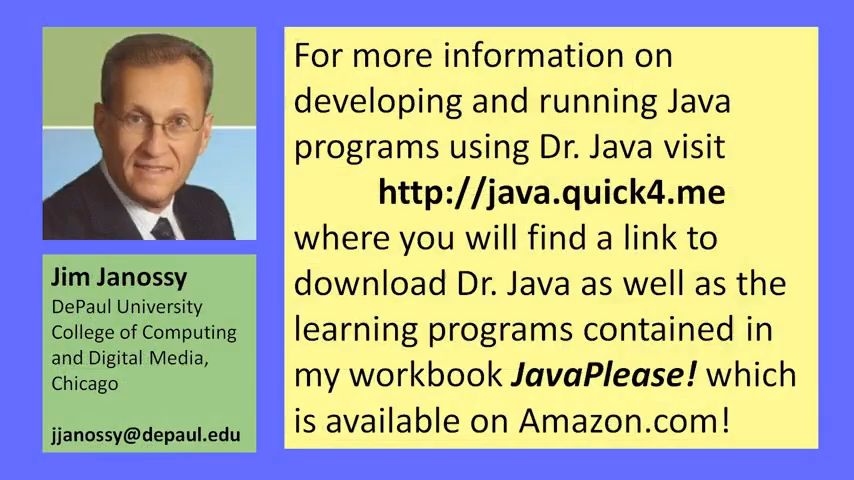 Jim Janossy
DePaul University
College of Computing
and Digital Media,
Chicago
jjanossy@depaul.edu
For more information on
developing and running Java
programs using Dr. Java visit
http://java.quick4.me
where you will find a link to
download Dr. Java as well as the
learning programs contained in
my workbook JavaPlease! which
is available on Amazon.com!